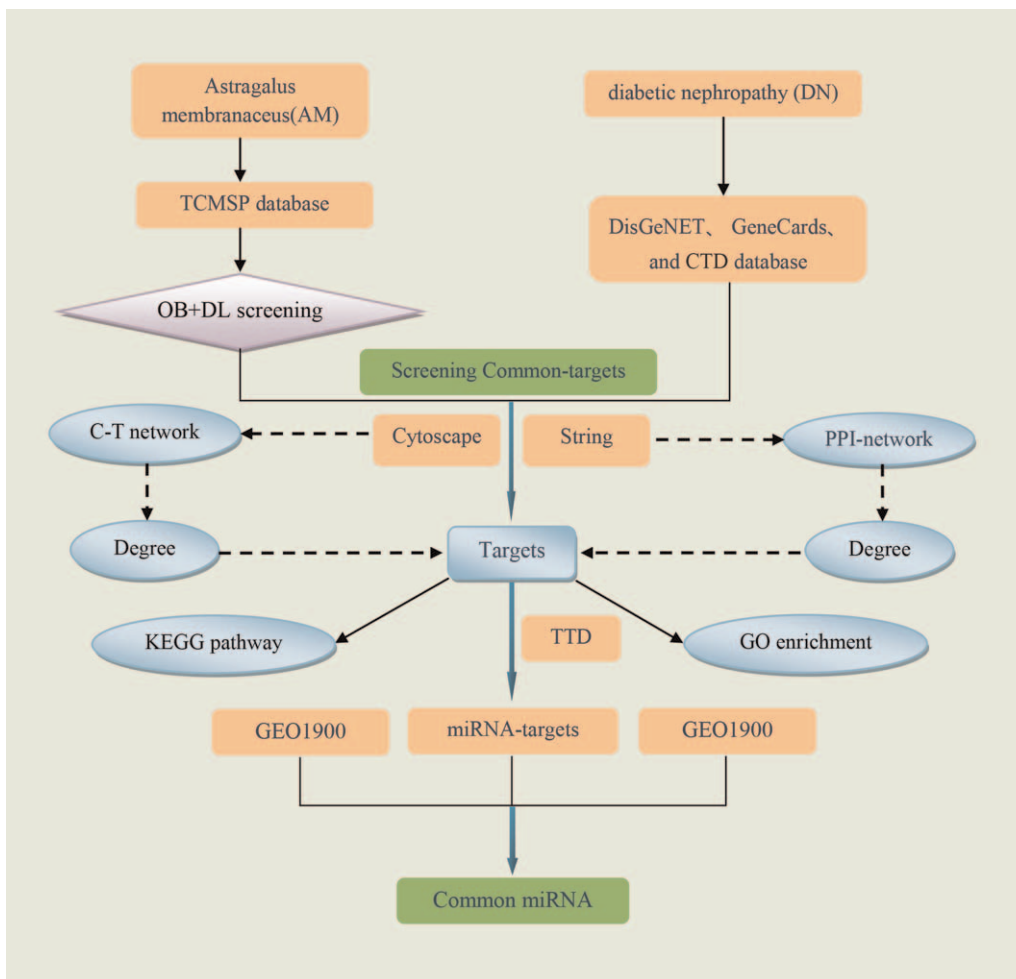 Astragalus
membranaceus(AM)
diabetic nephropathy (DN)
TCMSP database
DisGeNET、 GeneCards、
and CTD database
OB+DL screening
Screening Common-targets
C-T network
Cytoscape
String
PPI-network
Degree
Targets
Degree
KEGG pathway
TTD
GO enrichment
GEO1900
miRNA-targets
GEO1900
Common miRNA